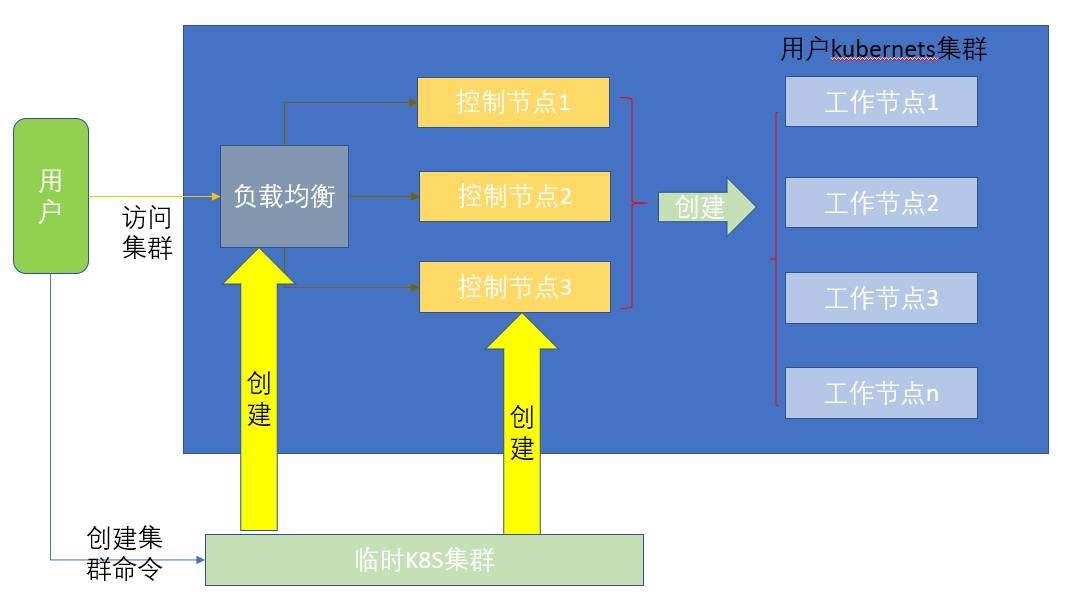 用户kubernets集群
控制节点1
工作节点1
用
户
负载均衡
控制节点2
创建
工作节点2
访问
集群
控制节点3
工作节点3
创
建
创
建
工作节点n
创建集
群命令
临时K8S集群